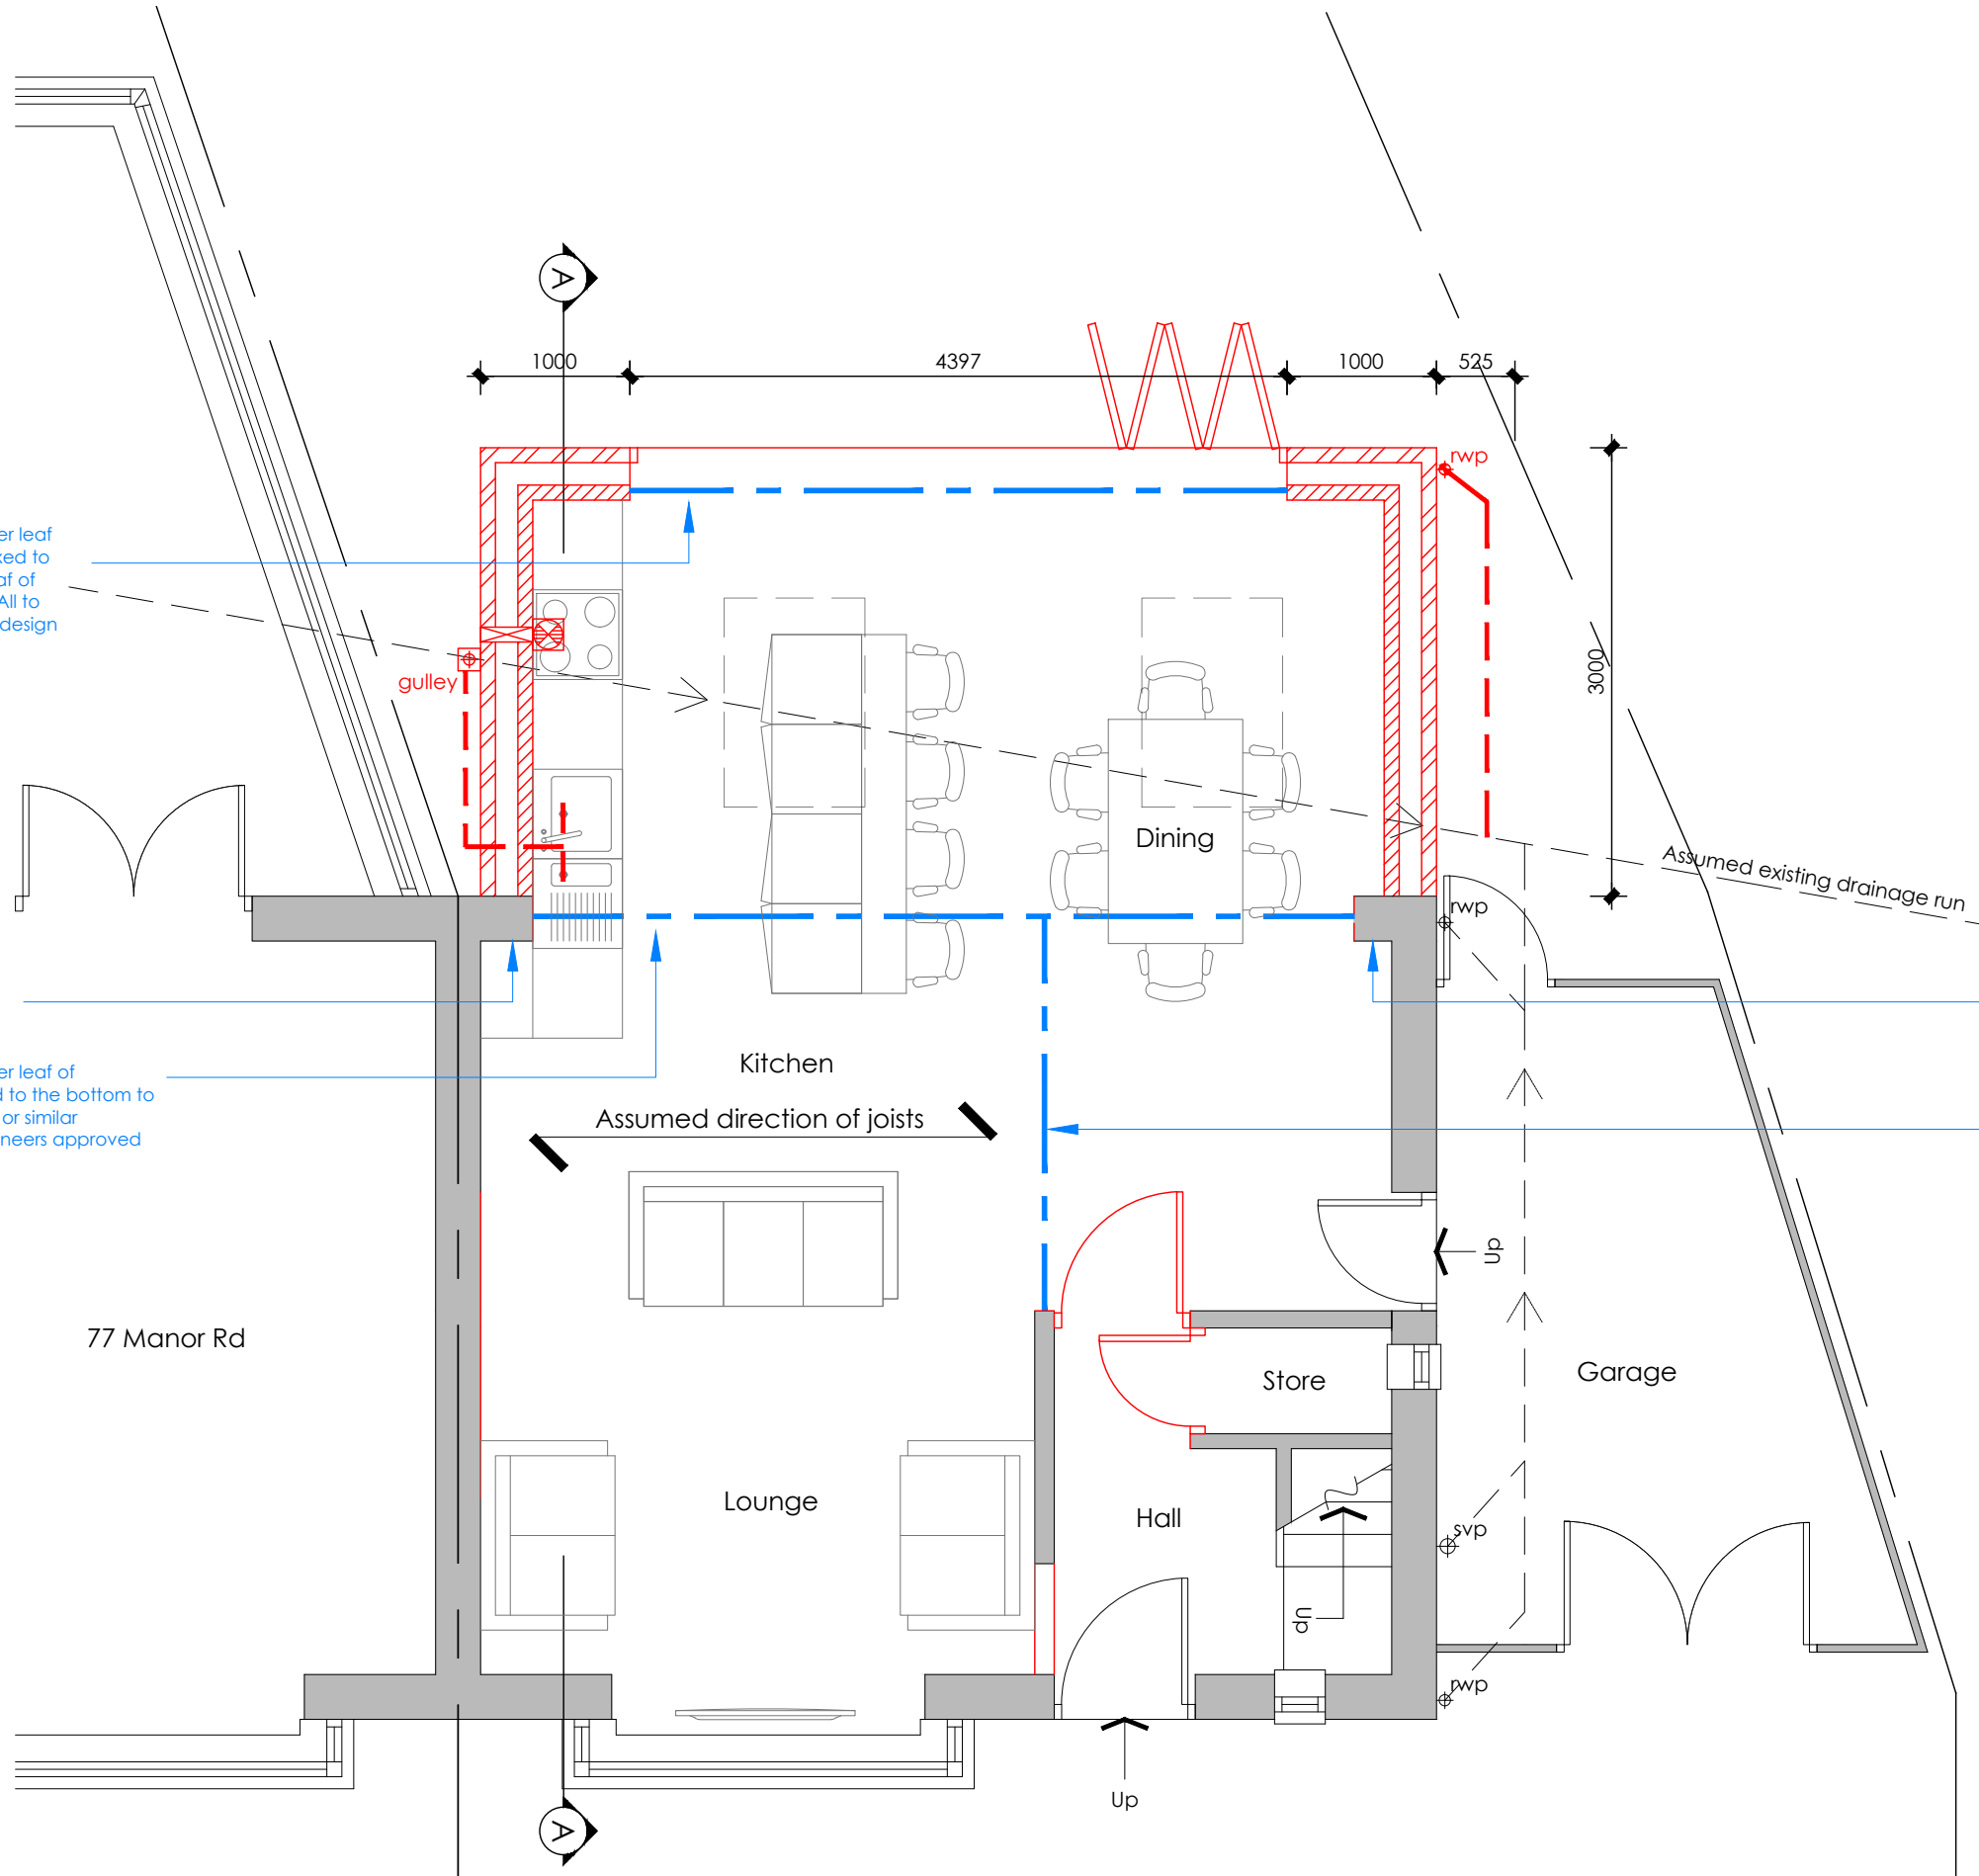 A
1000
4397
1000
525
rwp
er leaf
ked to
af of
All to
design
gulley
3000
Dining
Assumed existing drainage run
rwp
Kitchen
er leaf of
d to the bottom to
or similar
neers approved
Assumed direction of joists
Up
77 Manor Rd
Store
Garage
Lounge
Hall
svp
Up
rwp
Up
A